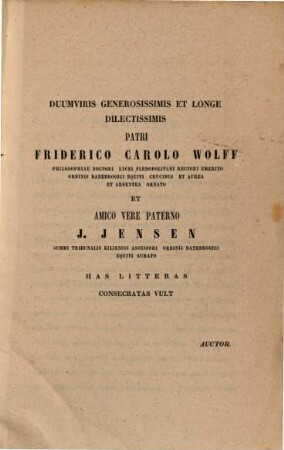 DUUMVIRIS GENEROSISSIMIS ET LONGE
DILECTISSIMIS
PATRI
FRIDERICO CAROLO WOLFF
PHILOSOPHIAE DOCTORI LYCEI FLENOPOLITANI RECTORI EMERITO
ORDINIS DANEBROGICI EQUITI CRUCIBUS ET AUREA
ET ARGENTEA ORNATO
ET
AMICO VERE PATERNO
J. JENSEN
SUMMI TRIBUNALIS KILIENSIS ASSESSORI ORDINIS DANEBROGICI
EQUITI AURATO
HAS LITTERAS
CONSECRATAS VULT
AUCTOR.